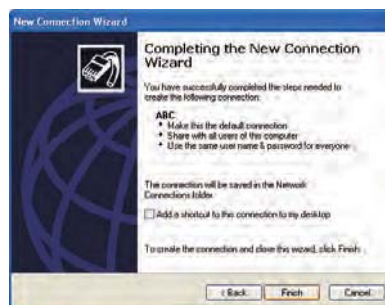 New Connection Wizard
Completing the New Connection
Wizard
You have successfully completed the steps needed to
create the following connection:
ABC
• Make this the default connection
• Share with all users of this computer
• Use the same user name & password for everyone
The connection will be saved in the Network
Connections folder.
Add a shortcut to this connection to my desktop
To create the connection and close this wizard, click Finish.
< Back
Finish
Cancel